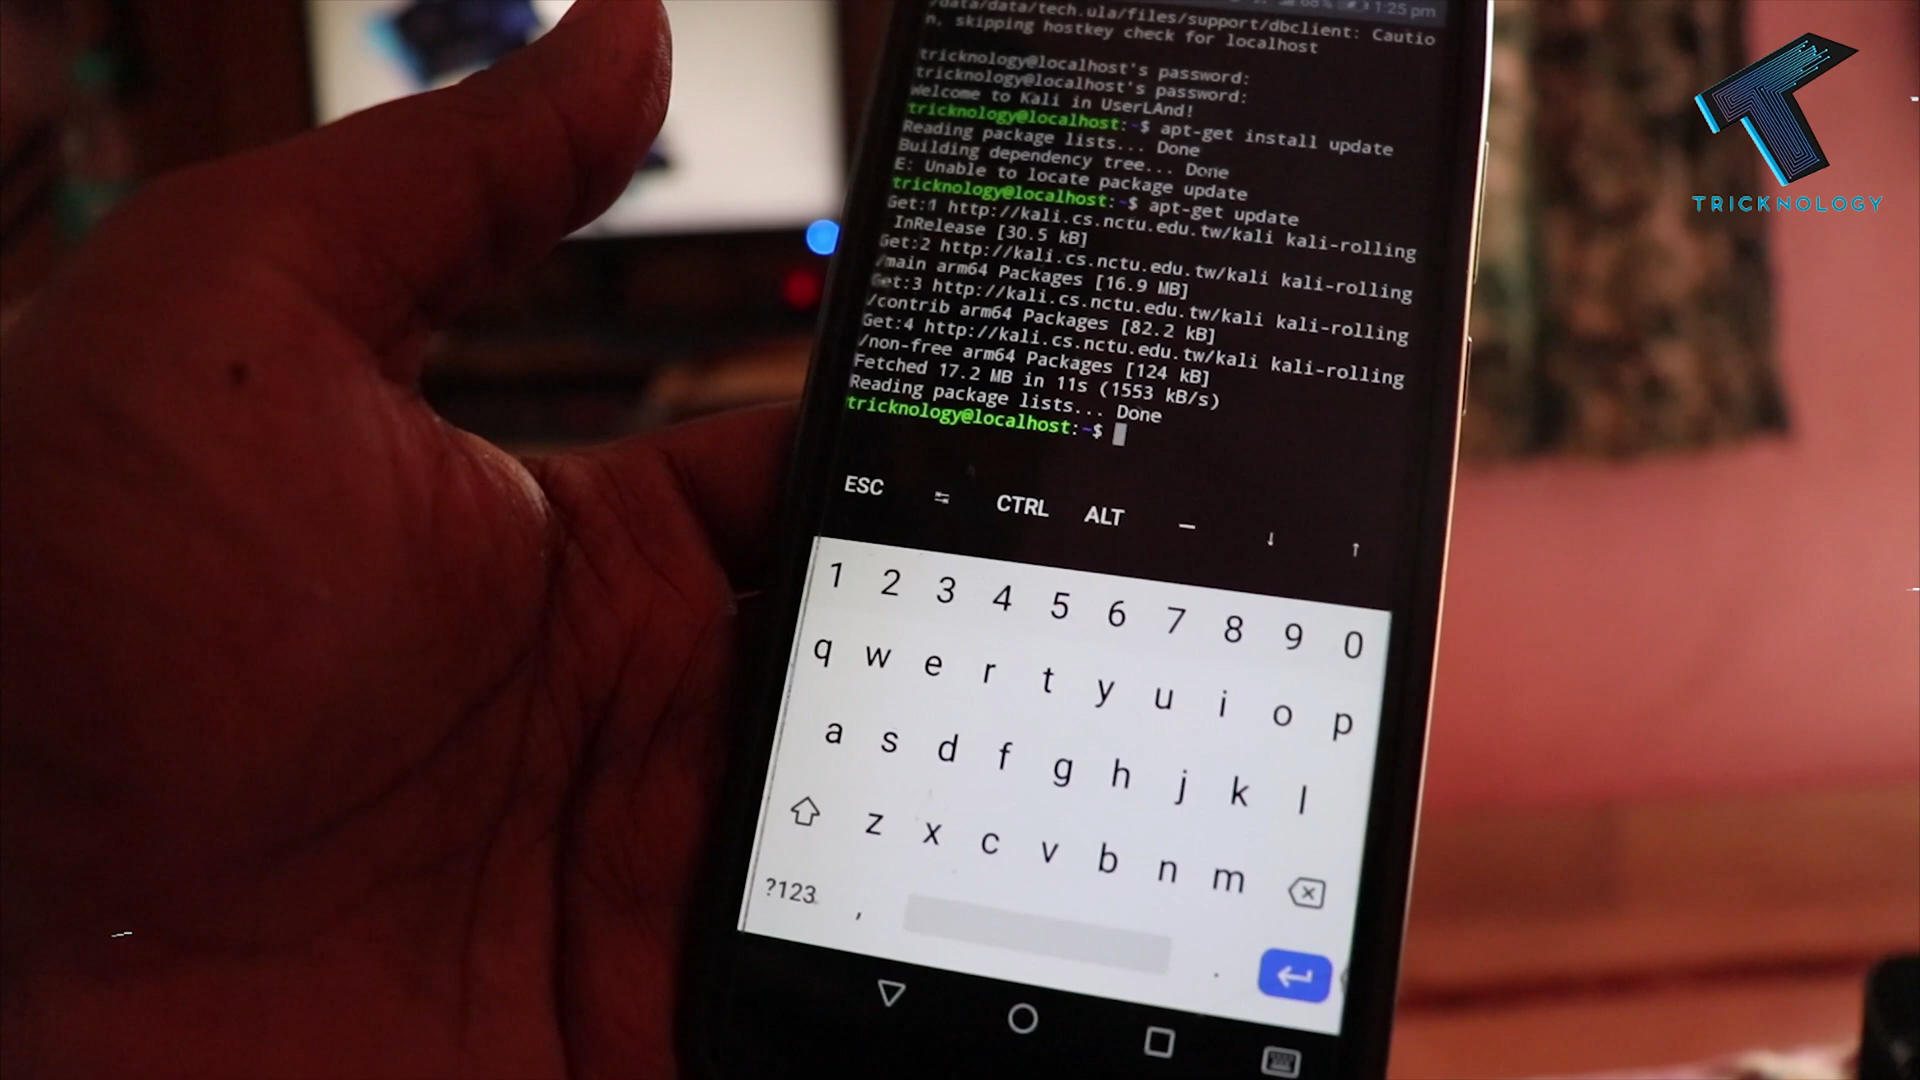 1:25 pm
/data/data/tech.ula/files/support/dbclient: Cautio
n, skipping hostkey check for localhost
tricknology@localhost's password:
tricknology@localhost's password:
Welcome to Kali in UserLAnd!
tricknology@localhost:~$ apt-get install update
Reading package lists... Done
Building dependency tree... Done
E: Unable to locate package update
tricknology@localhost:~$ apt-get update
Get:1 http://kali.cs.nctu.edu.tw/kali kali-rolling
InRelease [30.5 kB]
Get:2 http://kali.cs.nctu.edu.tw/kali kali-rolling
/main arm64 Packages [16.9 MB]
Get:3 http://kali.cs.nctu.edu.tw/kali kali-rolling
/contrib arm64 Packages [82.2 kB]
Get:4 http://kali.cs.nctu.edu.tw/kali kali-rolling
/non-free arm64 Packages [124 kB]
Fetched 17.2 MB in 11s (1553 kB/s)
Reading package lists... Done
tricknology@localhost:~$
ESC ↹ CTRL ALT – ↓ ↑
1 2 3 4 5 6 7 8 9 0
q w e r t y u i o p
a s d f g h j k l
z x c v b n m
?123 , .
TRICKNOLOGY